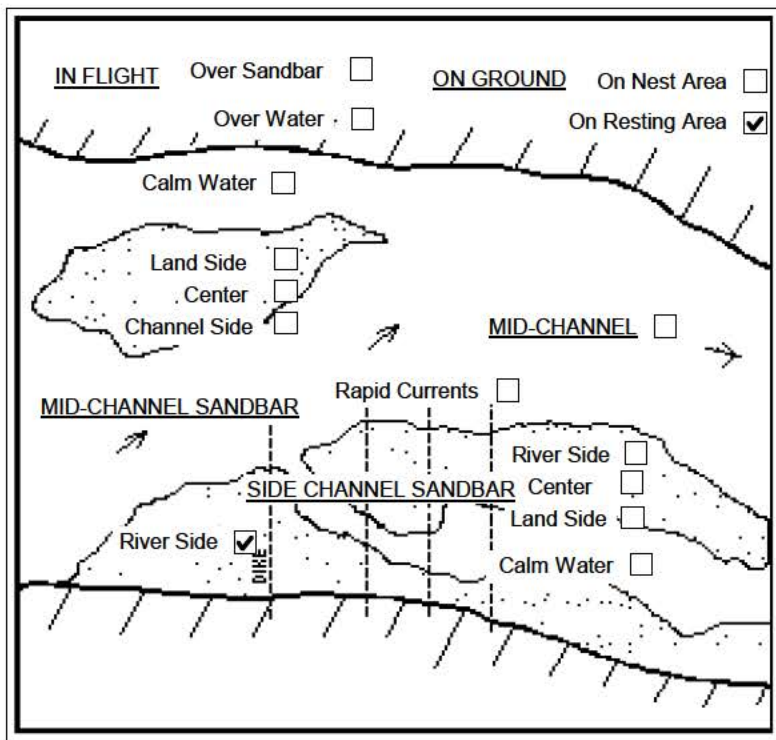 IN FLIGHT Over Sandbar ☐ ON GROUND On Nest Area ☐
Over Water ☐ On Resting Area ☑
Calm Water ☐
Land Side ☐
Center ☐
Channel Side ☐ MID-CHANNEL ☐
Rapid Currents ☐
MID-CHANNEL SANDBAR
River Side ☐
SIDE CHANNEL SANDBAR Center ☐
Land Side ☐
River Side ☑
DIKE
Calm Water ☐